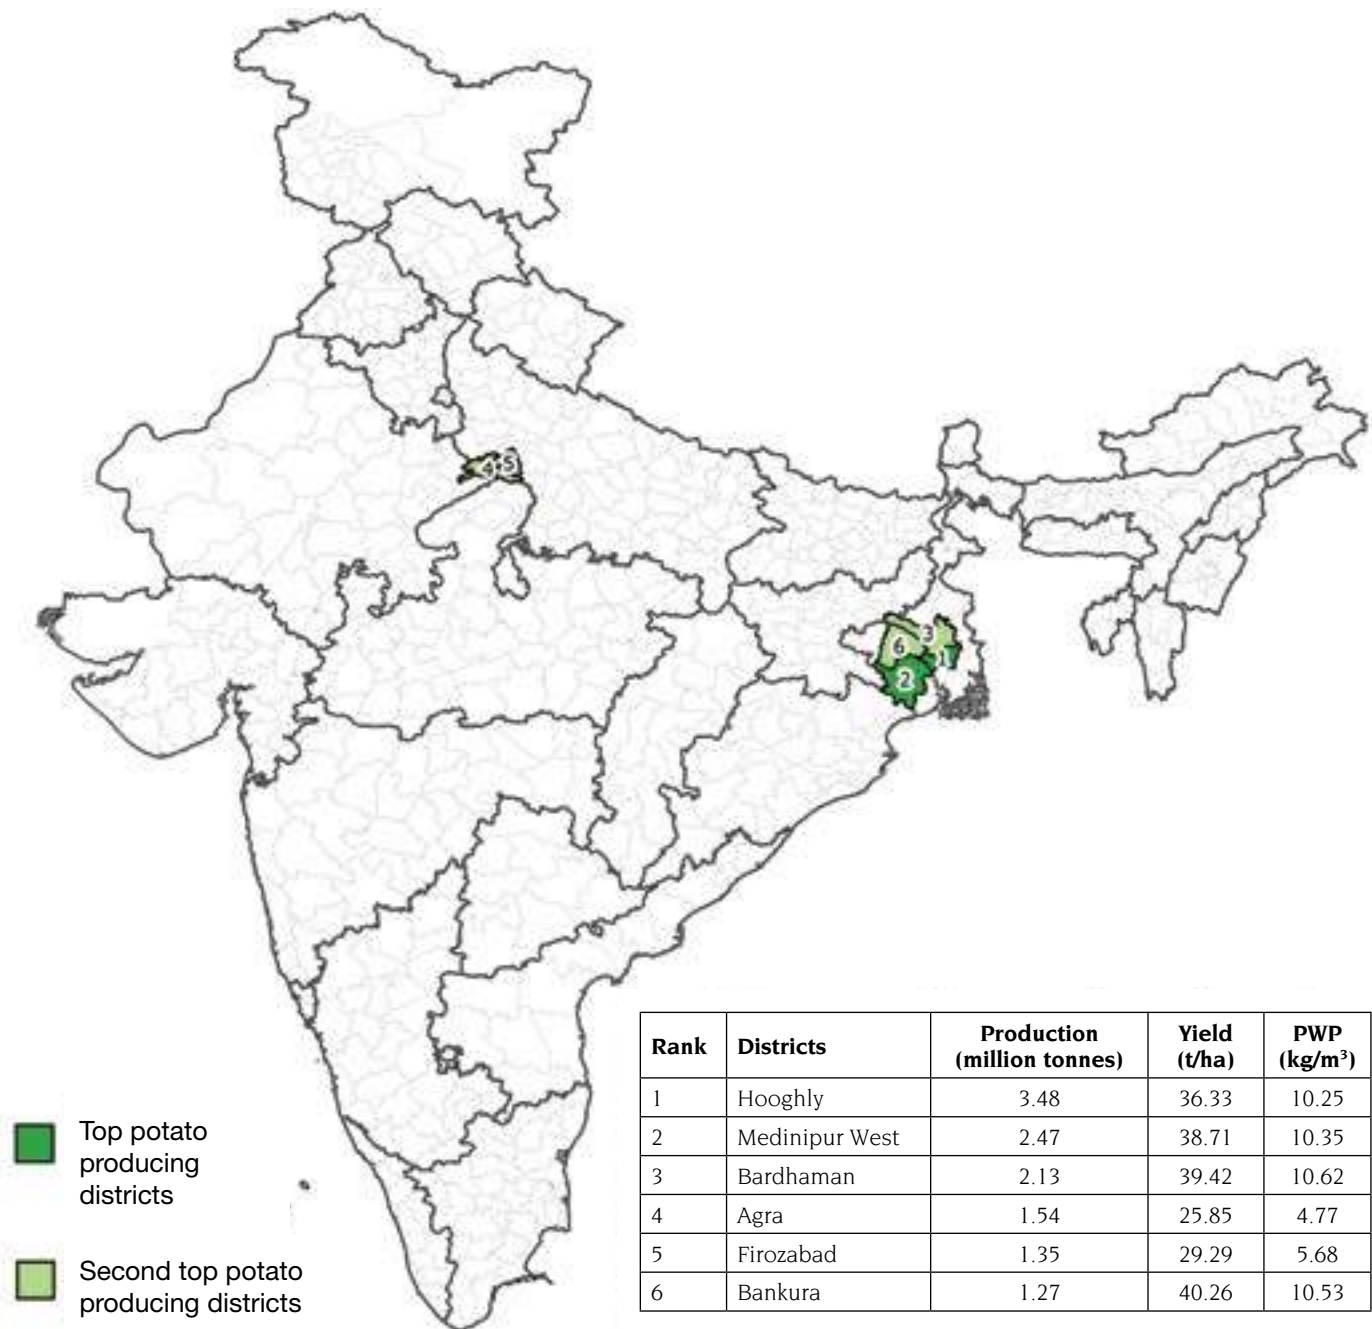 4
5
3
6
1
2
Rank Districts Production (million tonnes) Yield (t/ha) PWP (kg/m³)
1 Hooghly 3.48 36.33 10.25
2 Medinipur West 2.47 38.71 10.35
3 Bardhaman 2.13 39.42 10.62
4 Agra 1.54 25.85 4.77
5 Firozabad 1.35 29.29 5.68
6 Bankura 1.27 40.26 10.53
Top potato
producing
districts
Second top potato
producing districts